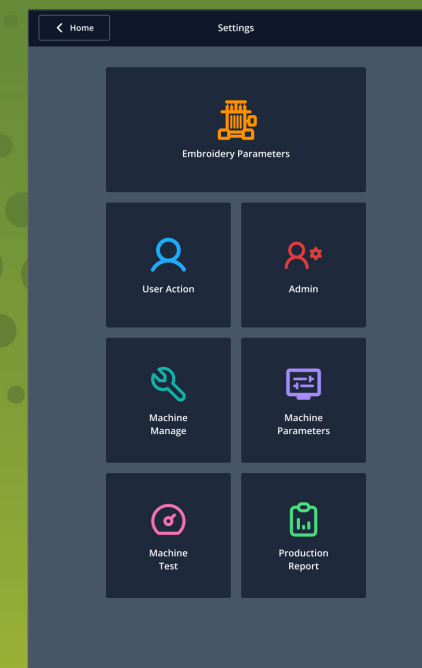 Home
Settings
Embroidery Parameters
User Action
Admin
Machine
Manage
Machine
Parameters
Machine
Test
Production
Report